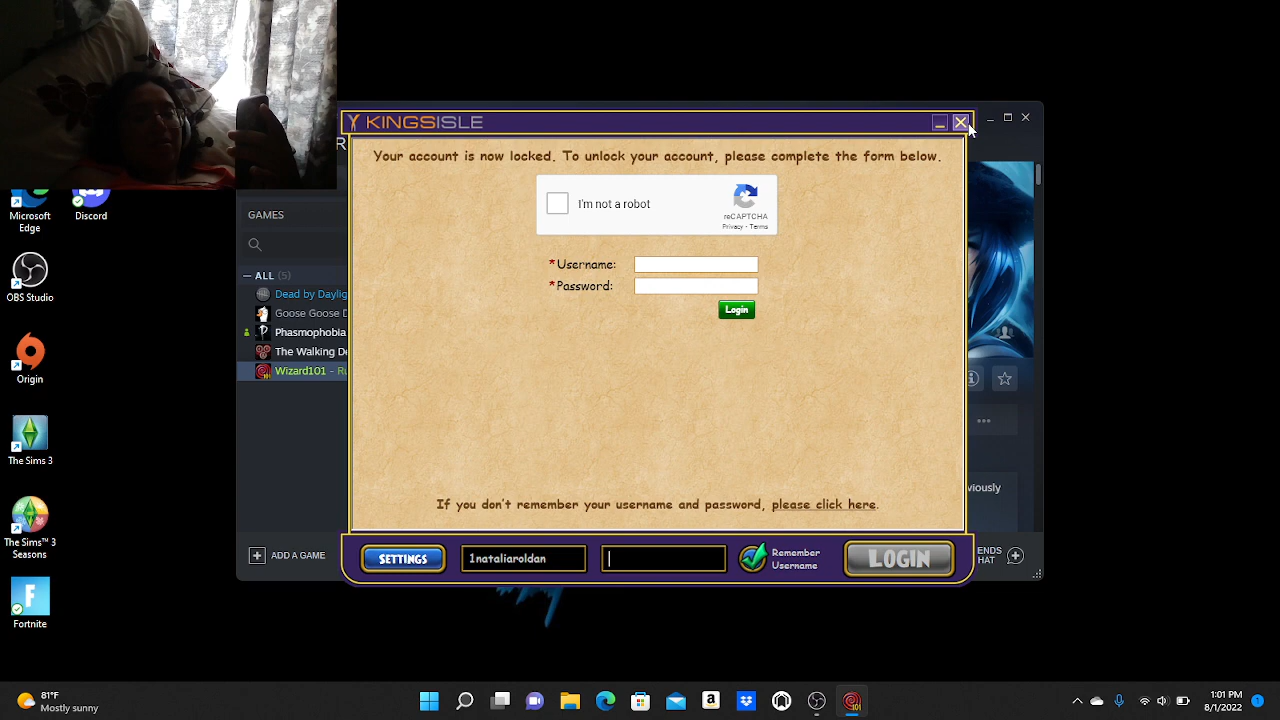 KINGSISLE
Your account is now locked. To unlock your account, please complete the form below.
I'm not a robot
reCAPTCHA
Privacy - Terms
*Username:
*Password:
Login
If you don't remember your username and password, please click here.
SETTINGS
1nataliaroldan
Remember
Username
LOGIN
R
GAMES
ALL (5)
Dead by Daylig
Goose Goose D
Phasmophobia
The Walking De
Wizard101 - Ru
ADD A GAME
viously
ENDS
HAT
Microsoft
Edge
Discord
OBS Studio
Origin
The Sims 3
The Sims™ 3
Seasons
Fortnite
81°F
Mostly sunny
1:01 PM
8/1/2022
1